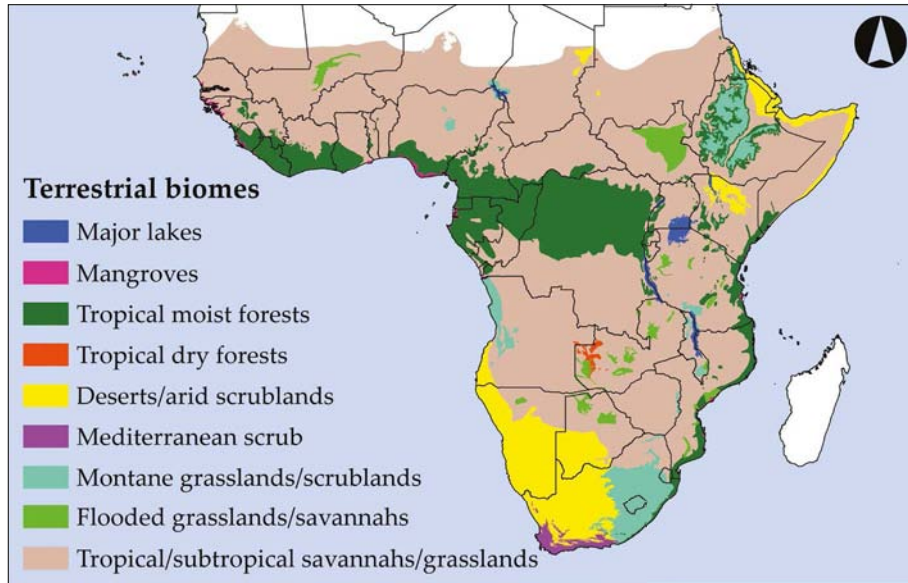 Terrestrial biomes
Major lakes
Mangroves
Tropical moist forests
Tropical dry forests
Deserts/arid scrublands
Mediterranean scrub
Montane grasslands/scrublands
Flooded grasslands/savannahs
Tropical/subtropical savannahs/grasslands